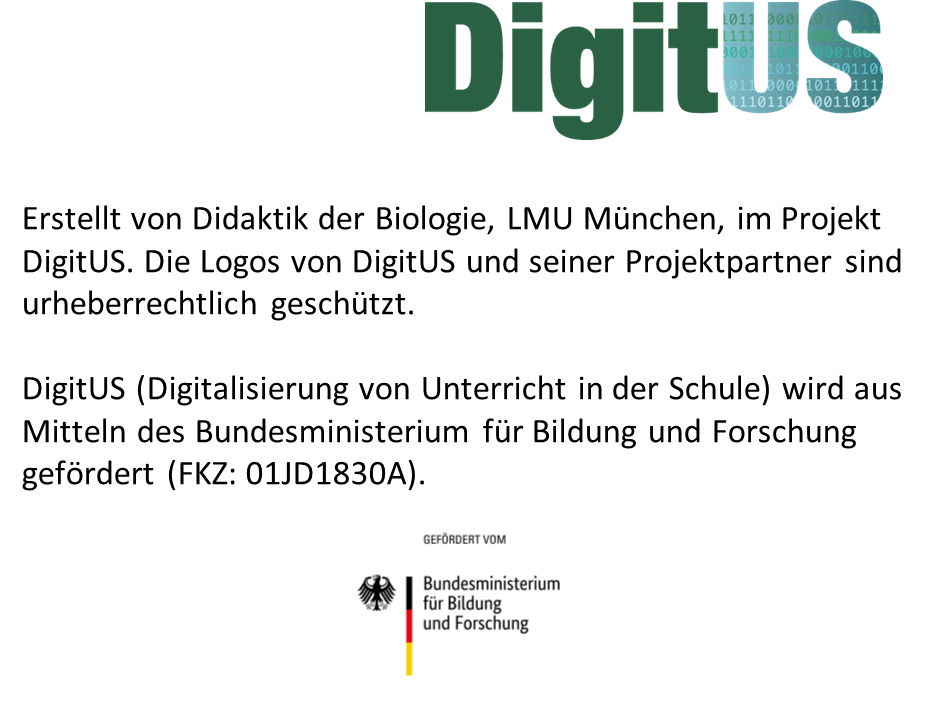 DigitUS
Erstellt von Didaktik der Biologie, LMU München, im Projekt
DigitUS. Die Logos von DigitUS und seiner Projektpartner sind
urheberrechtlich geschützt.
DigitUS (Digitalisierung von Unterricht in der Schule) wird aus
Mitteln des Bundesministerium für Bildung und Forschung
gefördert (FKZ: 01JD1830A).
GEFÖRDERT VOM
Bundesministerium
für Bildung
und Forschung